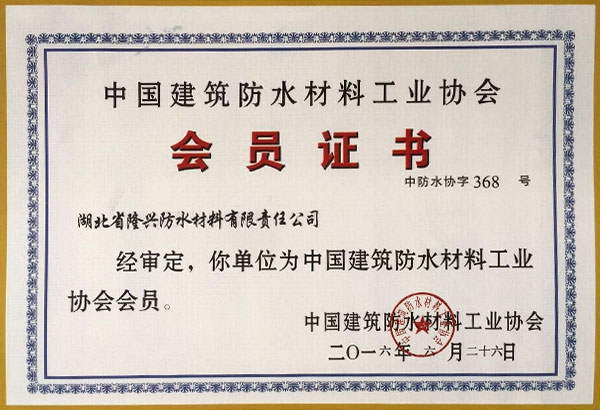 中国建筑防水材料工业协会
会员证书
中防水协字368 号
湖北省隆兴防水材料有限责任公司
经审定，你单位为中国建筑防水材料工业
协会会员。
中国建筑防水材料工业协会
二〇一六年 六 月二十六日